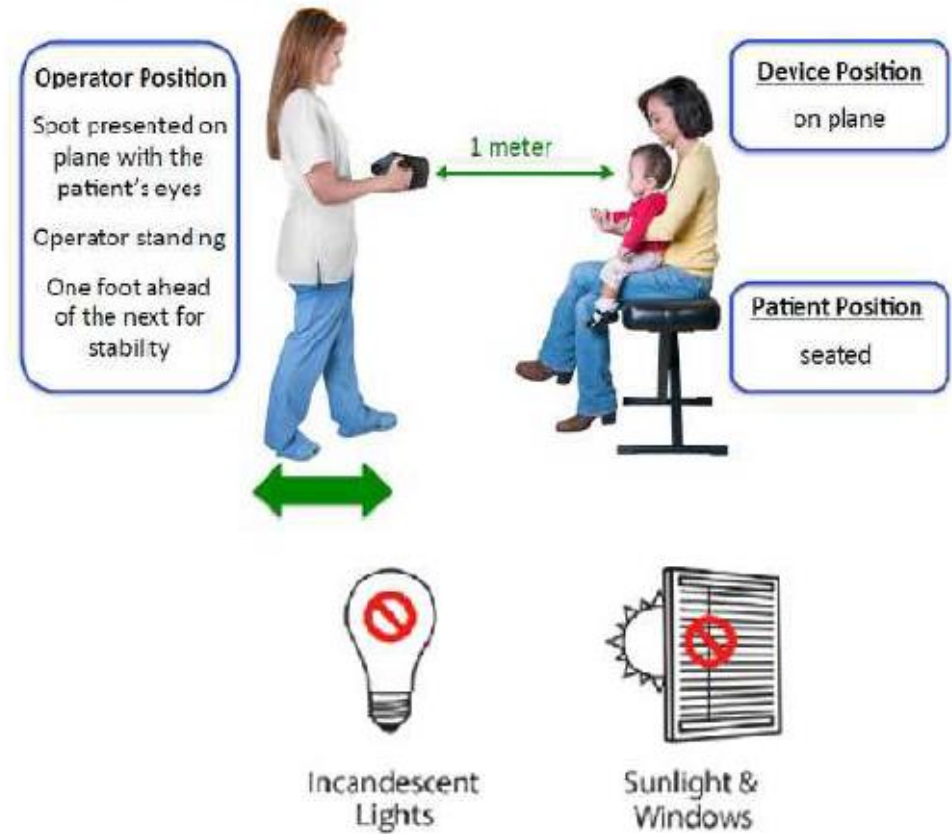 Operator Position
Spot presented on
plane with the
patient's eyes
Operator standing
One foot ahead
of the next for
stability
1 meter
Device Position
on plane
Patient Position
seated
Incandescent
Lights
Sunlight &
Windows